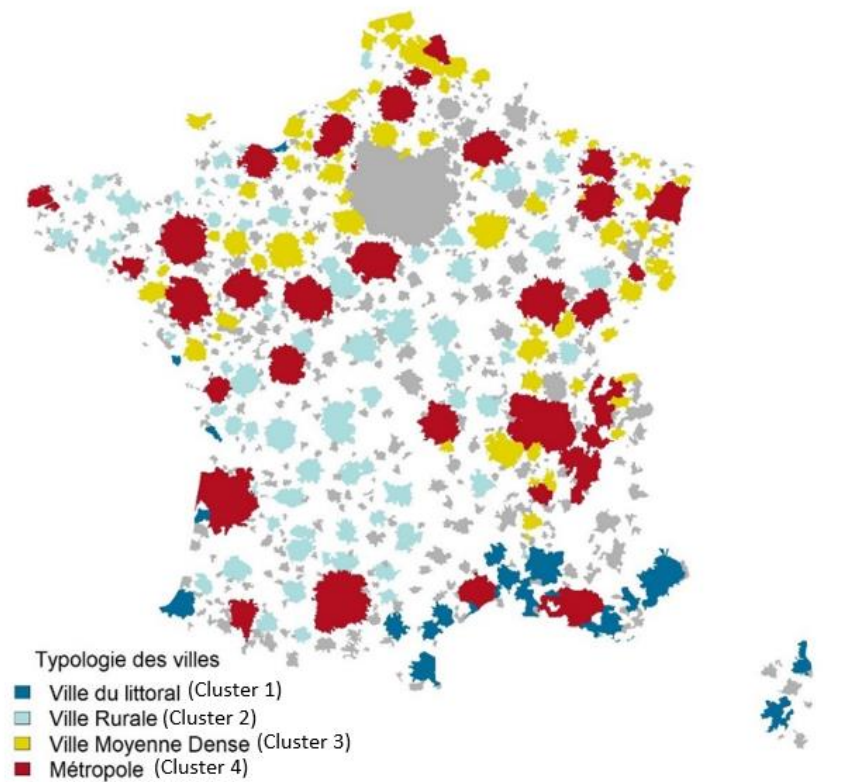 Typologie des villes
Ville du littoral (Cluster 1)
Ville Rurale (Cluster 2)
Ville Moyenne Dense (Cluster 3)
Métropole (Cluster 4)